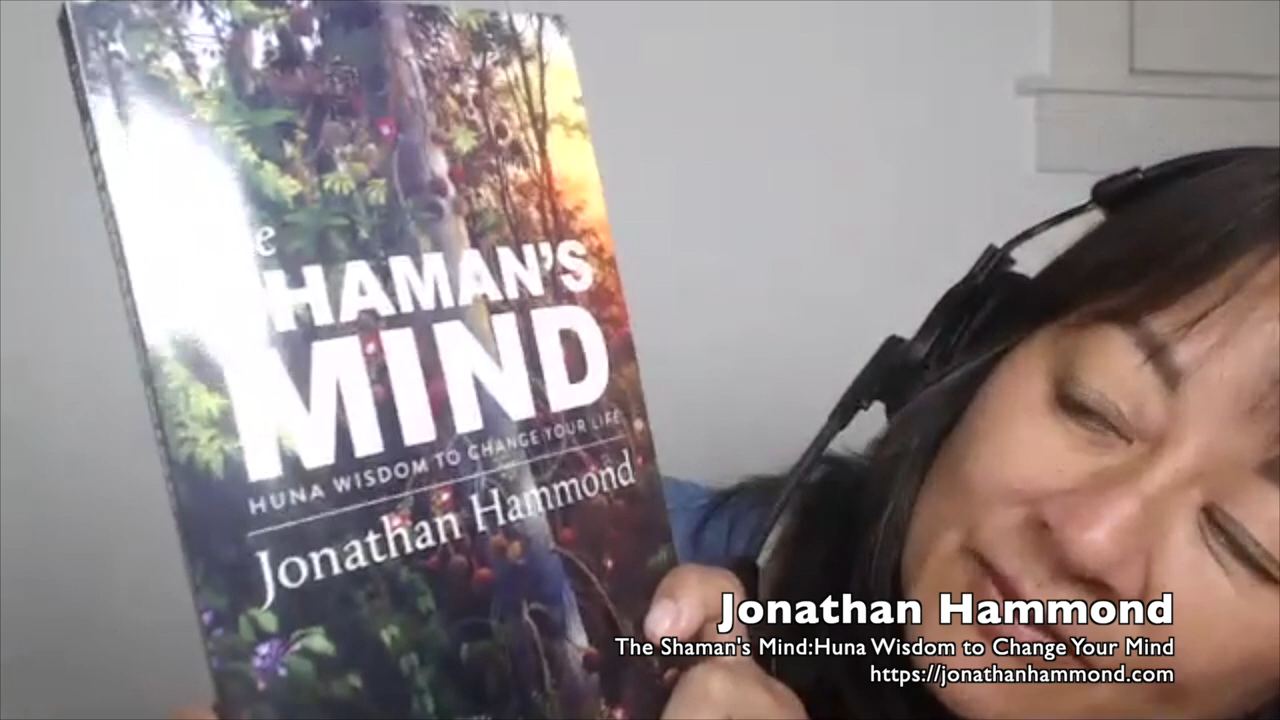 e
HAMAN'S
MIND
HUNA WISDOM TO CHANGE YOUR LIFE
Jonathan Hammond
Jonathan Hammond
The Shaman's Mind:Huna Wisdom to Change Your Mind
https://jonathanhammond.com